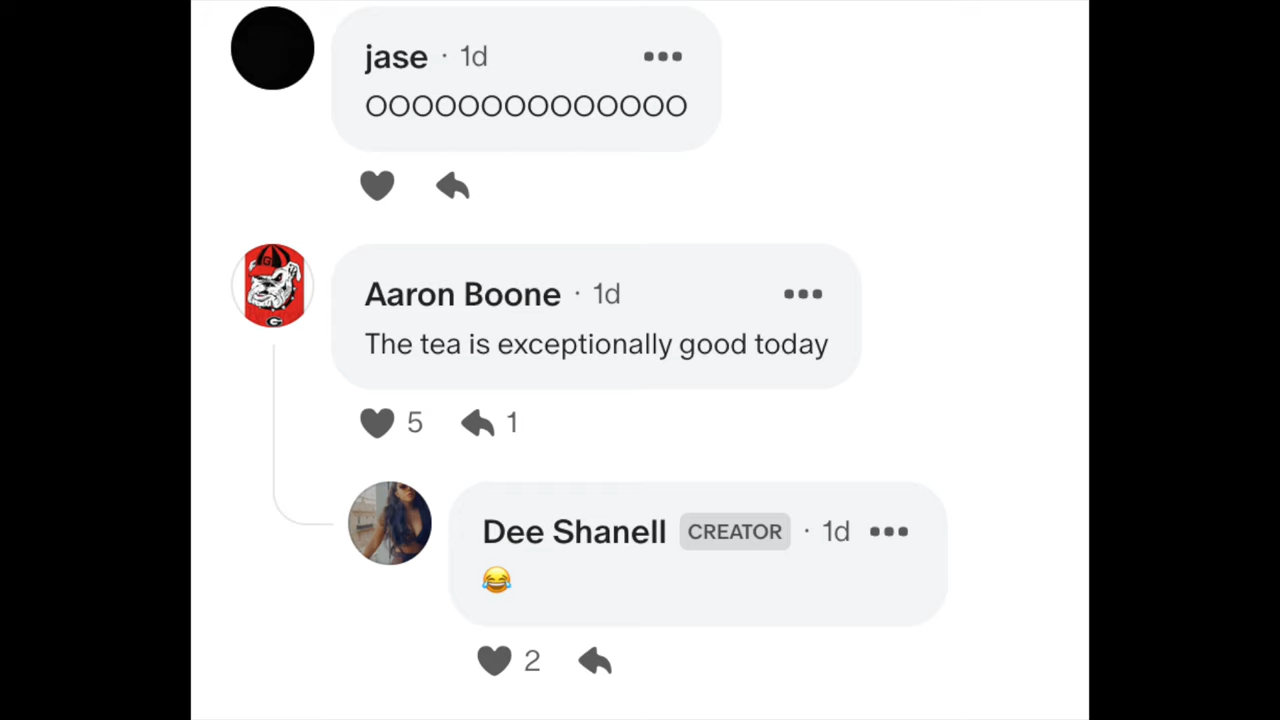 jase · 1d
OOOOOOOOOOOOOO
Aaron Boone · 1d
The tea is exceptionally good today
5 1
Dee Shanell CREATOR · 1d
😂
2